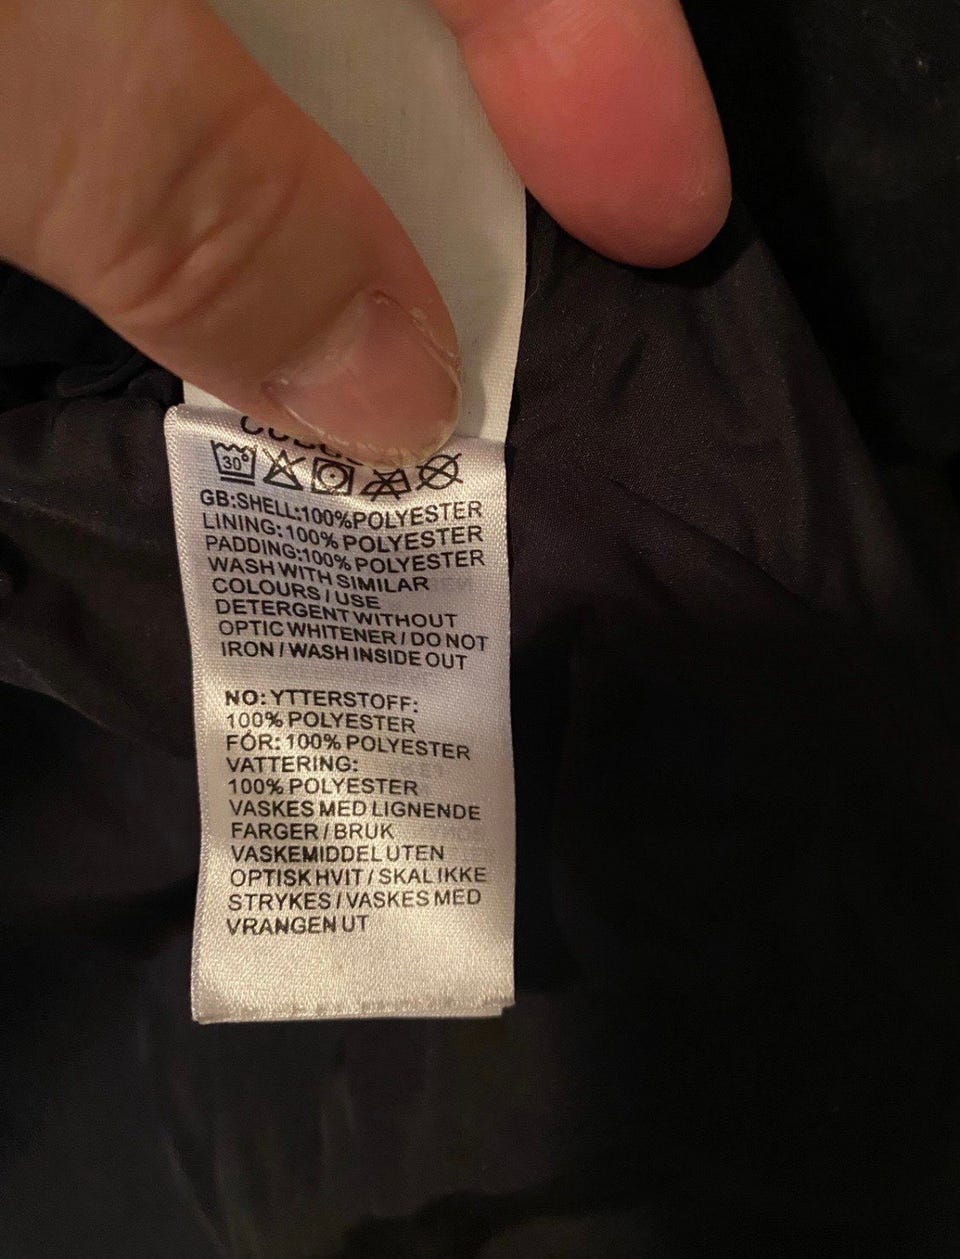 30°
GB:SHELL:100%POLYESTER
LINING:100% POLYESTER
PADDING:100% POLYESTER
WASH WITH SIMILAR
COLOURS / USE
DETERGENT WITHOUT
OPTIC WHITENER / DO NOT
IRON / WASH INSIDE OUT
NO: YTTERSTOFF:
100% POLYESTER
FÓR: 100% POLYESTER
VATTERING:
100% POLYESTER
VASKES MED LIGNENDE
FARGER / BRUK
VASKEMIDDEL UTEN
OPTISK HVIT / SKAL IKKE
STRYKES / VASKES MED
VRANGEN UT